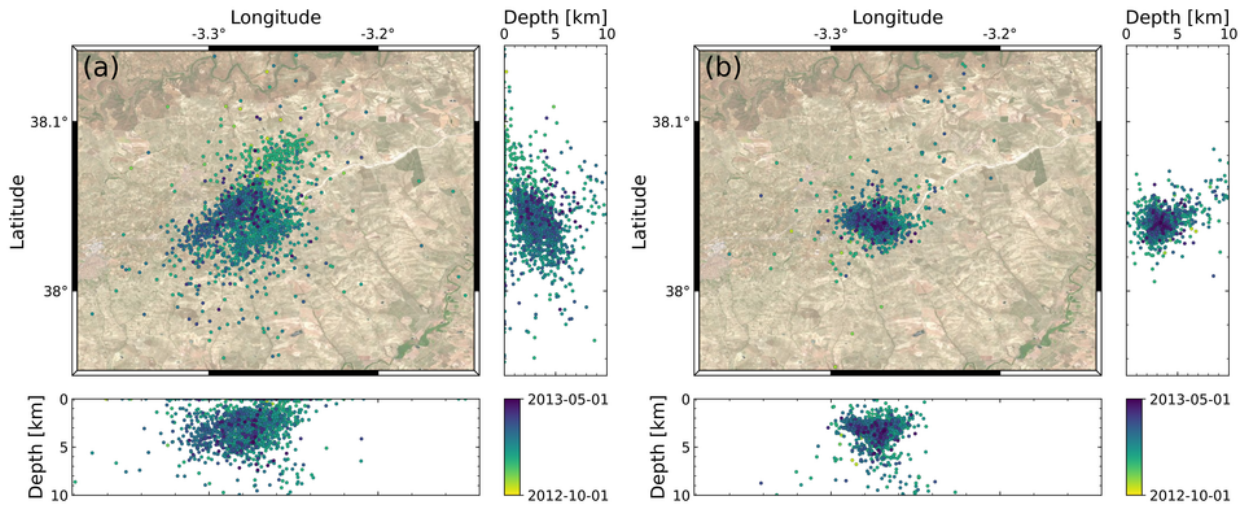 Longitude
-3.3° -3.2°
Depth [km]
0 5 10
(a)
Latitude
38.1°
38°
Depth [km]
0
5
10
2013-05-01
2012-10-01
Longitude
-3.3° -3.2°
Depth [km]
0 5 10
(b)
Latitude
38.1°
38°
Depth [km]
0
5
10
2013-05-01
2012-10-01